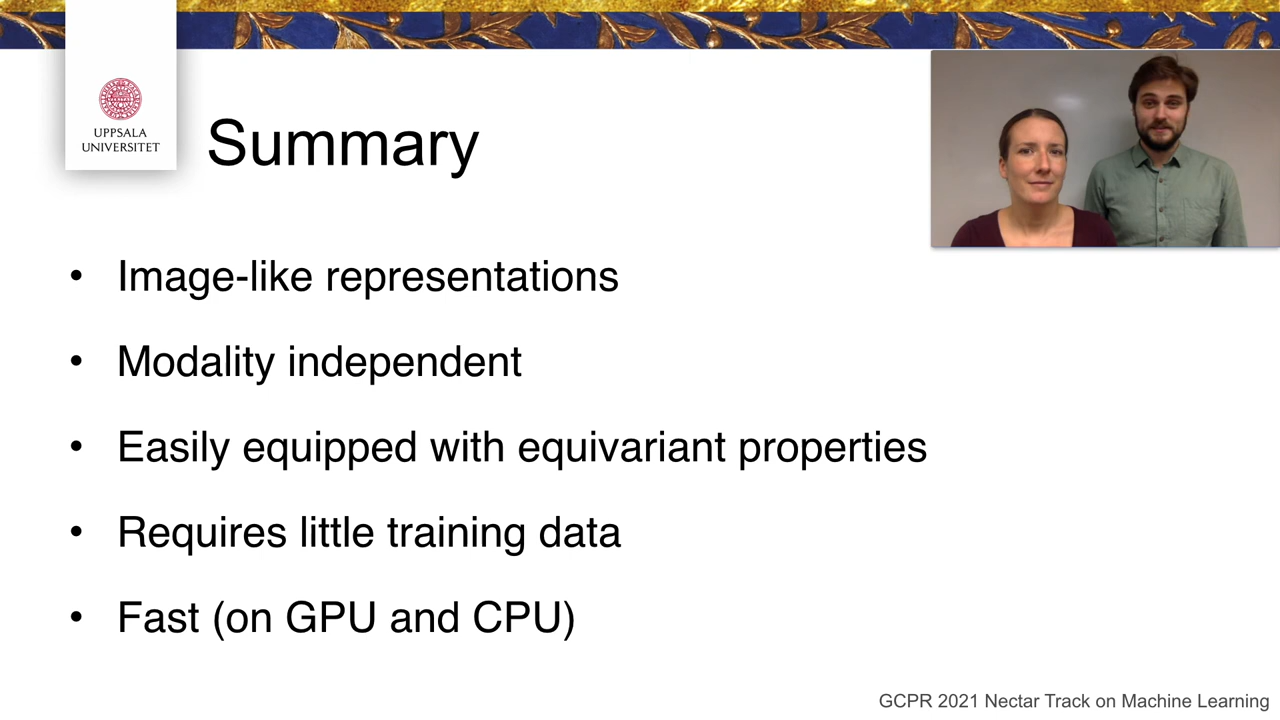 UPPSALA
UNIVERSITET
Summary
• Image-like representations
• Modality independent
• Easily equipped with equivariant properties
• Requires little training data
• Fast (on GPU and CPU)
GCPR 2021 Nectar Track on Machine Learning